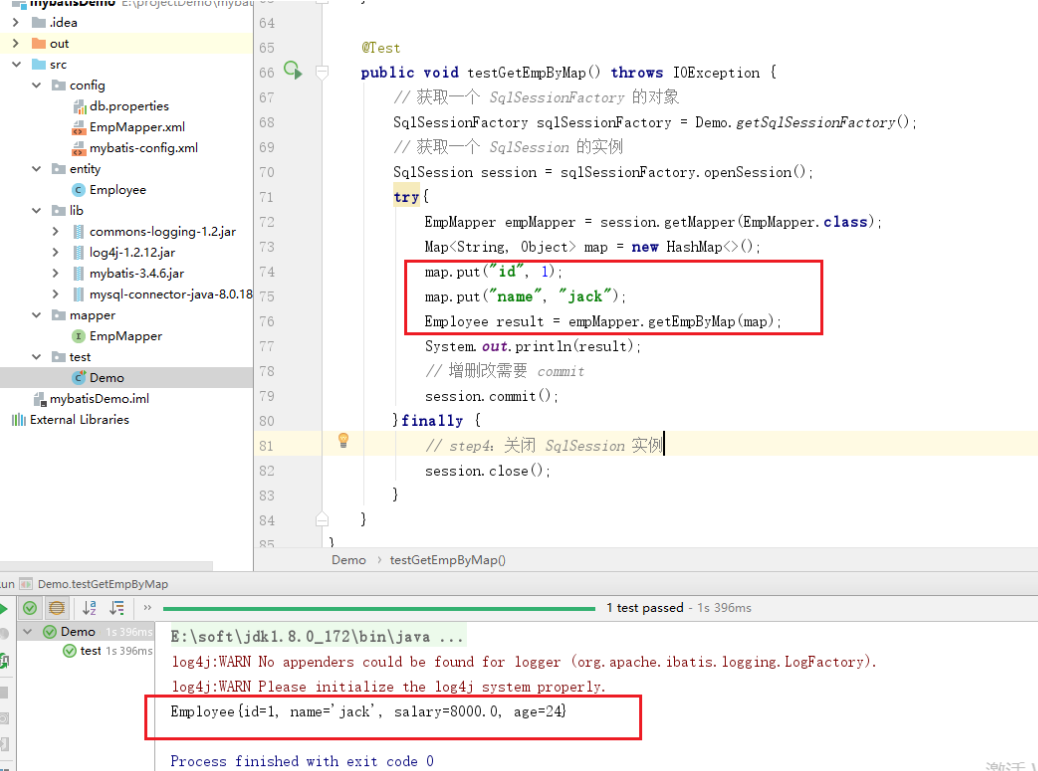 mybatisDemo E:\projectDemo\mybati
.idea
out
src
config
db.properties
EmpMapper.xml
mybatis-config.xml
entity
Employee
lib
commons-logging-1.2.jar
log4j-1.2.12.jar
mybatis-3.4.6.jar
mysql-connector-java-8.0.18
mapper
EmpMapper
test
Demo
mybatisDemo.iml
External Libraries
64
65 @Test
66 public void testGetEmpByMap() throws IOException {
67 // 获取一个 SqlSessionFactory 的对象
68 SqlSessionFactory sqlSessionFactory = Demo.getSqlSessionFactory();
69 // 获取一个 SqlSession 的实例
70 SqlSession session = sqlSessionFactory.openSession();
71 try{
72 EmpMapper empMapper = session.getMapper(EmpMapper.class);
73 Map<String, Object> map = new HashMap<>();
74 map.put("id", 1);
75 map.put("name", "jack");
76 Employee result = empMapper.getEmpByMap(map);
77 System.out.println(result);
78 // 增删改需要 commit
79 session.commit();
80 }finally {
81 // step4: 关闭 SqlSession 实例
82 session.close();
83 }
84 }
85 }
Demo › testGetEmpByMap()
un Demo.testGetEmpByMap
» 1 test passed - 1s 396ms
Demo 1s 396ms
test 1s 396ms
E:\soft\jdk1.8.0_172\bin\java ...
log4j:WARN No appenders could be found for logger (org.apache.ibatis.logging.LogFactory).
log4j:WARN Please initialize the log4j system properly.
Employee{id=1, name='jack', salary=8000.0, age=24}
Process finished with exit code 0